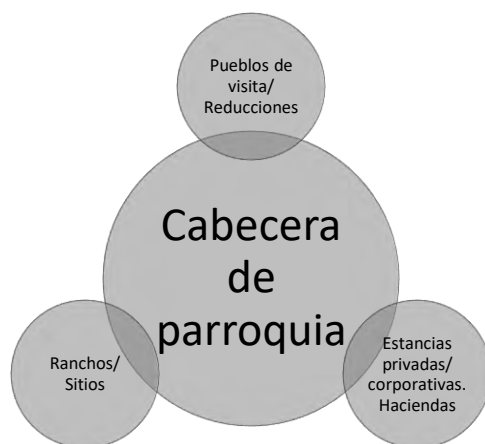 Pueblos de
visita/
Reducciones
Cabecera
de
parroquia
Ranchos/
Sitios
Estancias
privadas/
corporativas.
Haciendas